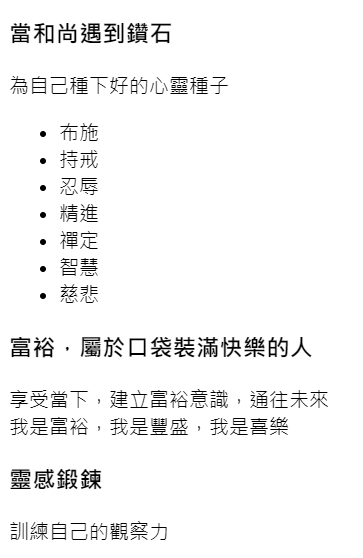 當和尚遇到鑽石
為自己種下好的心靈種子
• 布施
• 持戒
• 忍辱
• 精進
• 禪定
• 智慧
• 慈悲
富裕，屬於口袋裝滿快樂的人
享受當下，建立富裕意識，通往未來
我是富裕，我是豐盛，我是喜樂
靈感鍛鍊
訓練自己的觀察力